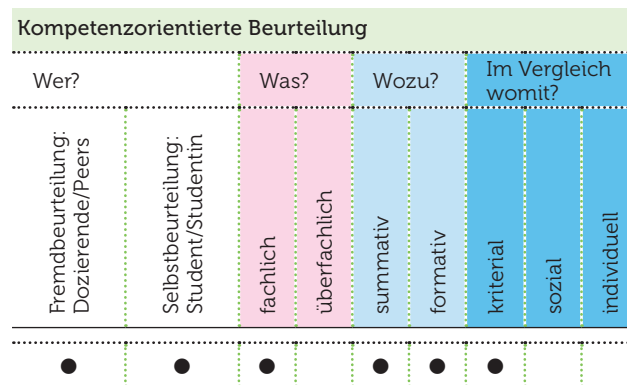 Kompetenzorientierte Beurteilung
Wer?
Was?
Wozu?
Im Vergleich
womit?
Fremdbeurteilung:
Dozierende/Peers
Selbstbeurteilung:
Student/Studentin
fachlich
überfachlich
summativ
formativ
kriterial
sozial
individuell